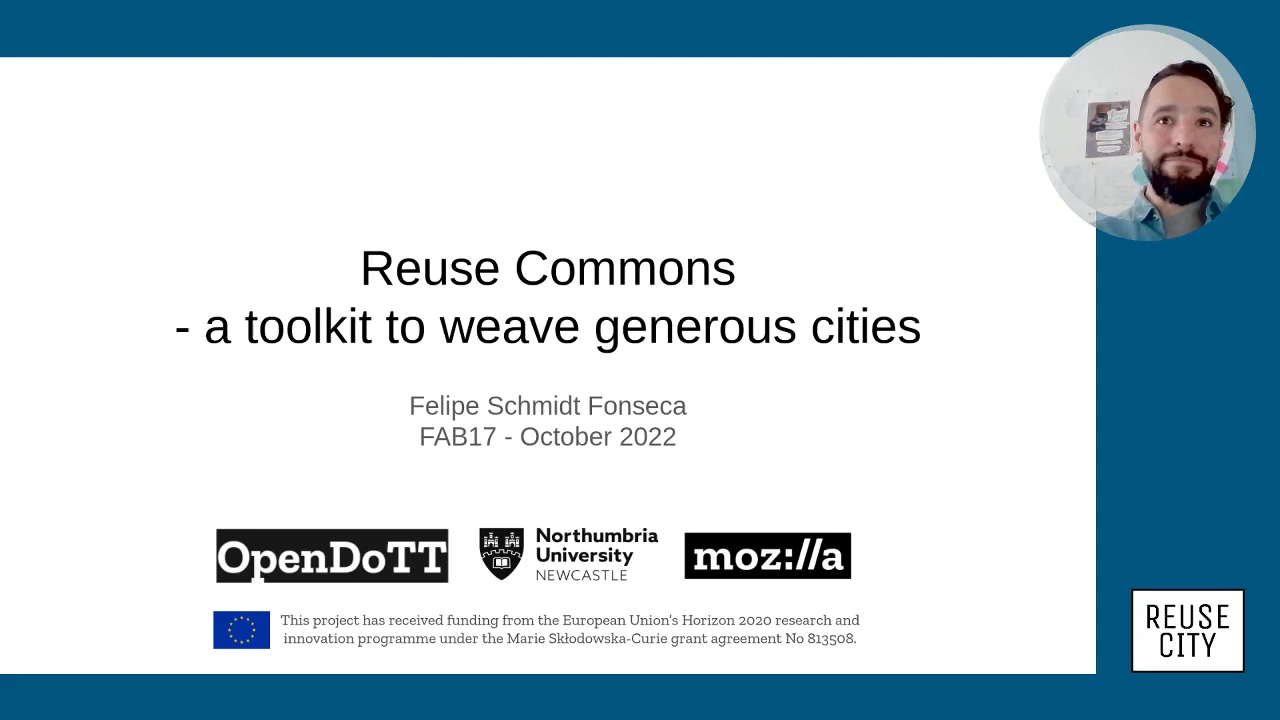 Reuse Commons
- a toolkit to weave generous cities
Felipe Schmidt Fonseca
FAB17 - October 2022
OpenDoTT
Northumbria
University
NEWCASTLE
moz://a
This project has received funding from the European Union's Horizon 2020 research and
innovation programme under the Marie Skłodowska-Curie grant agreement No 813508.
REUSE
CITY